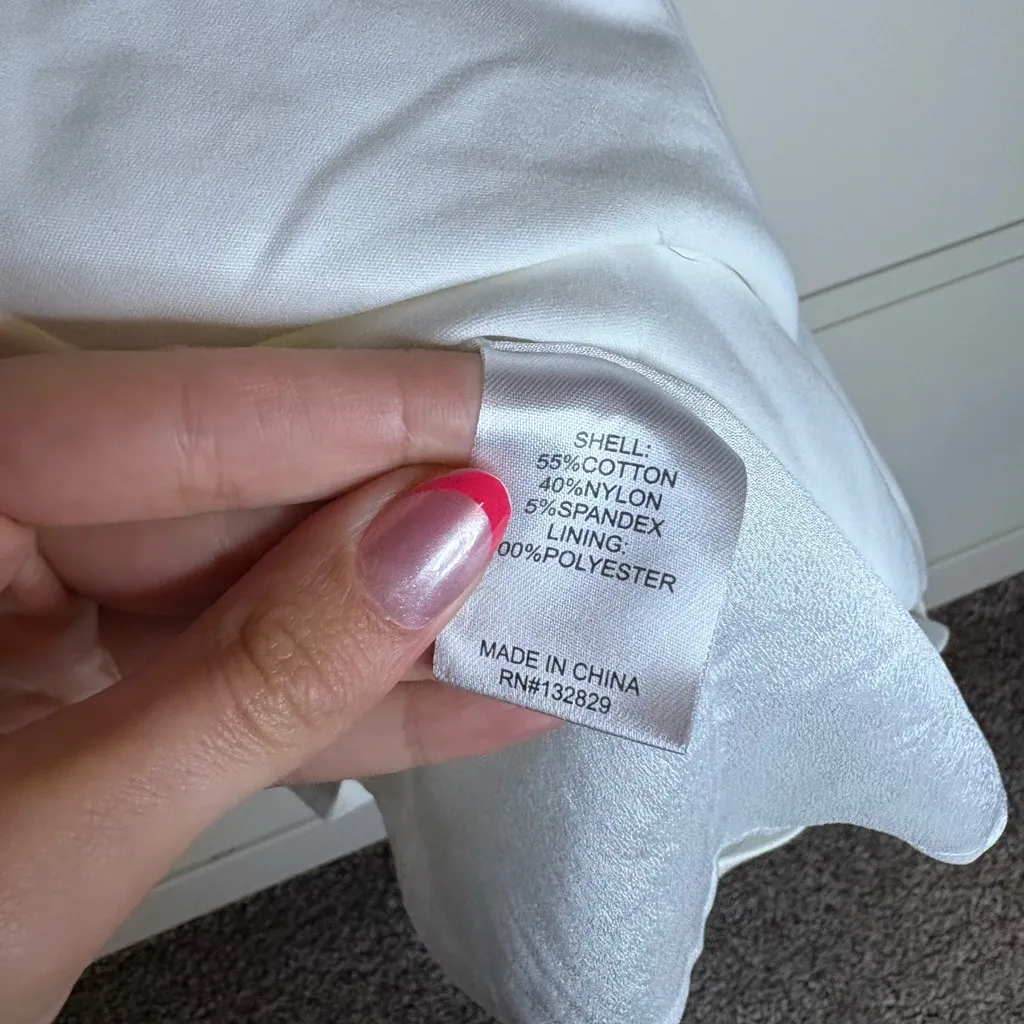 SHELL:
55%COTTON
40%NYLON
5%SPANDEX
LINING:
00%POLYESTER
MADE IN CHINA
RN#132829